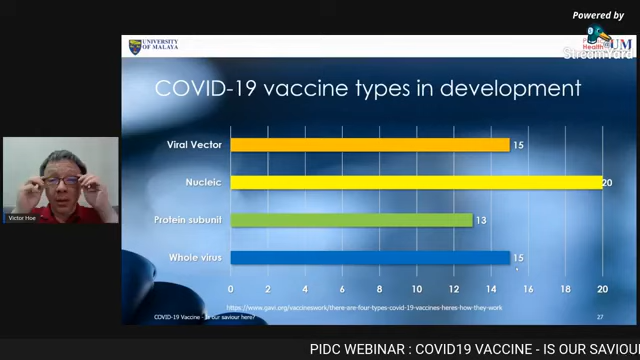 Powered by
StreamYard
UNIVERSITY
OF MALAYA
Health
UM
COVID-19 vaccine types in development
Viral Vector
15
Nucleic
20
Protein subunit
13
Whole virus
15
0 2 4 6 8 10 12 14 16 18 20
https://www.gavi.org/vaccineswork/there-are-four-types-covid-19-vaccines-heres-how-they-work
COVID-19 Vaccine - Is our saviour here?
27
Victor Hoe
PIDC WEBINAR : COVID19 VACCINE - IS OUR SAVIOU